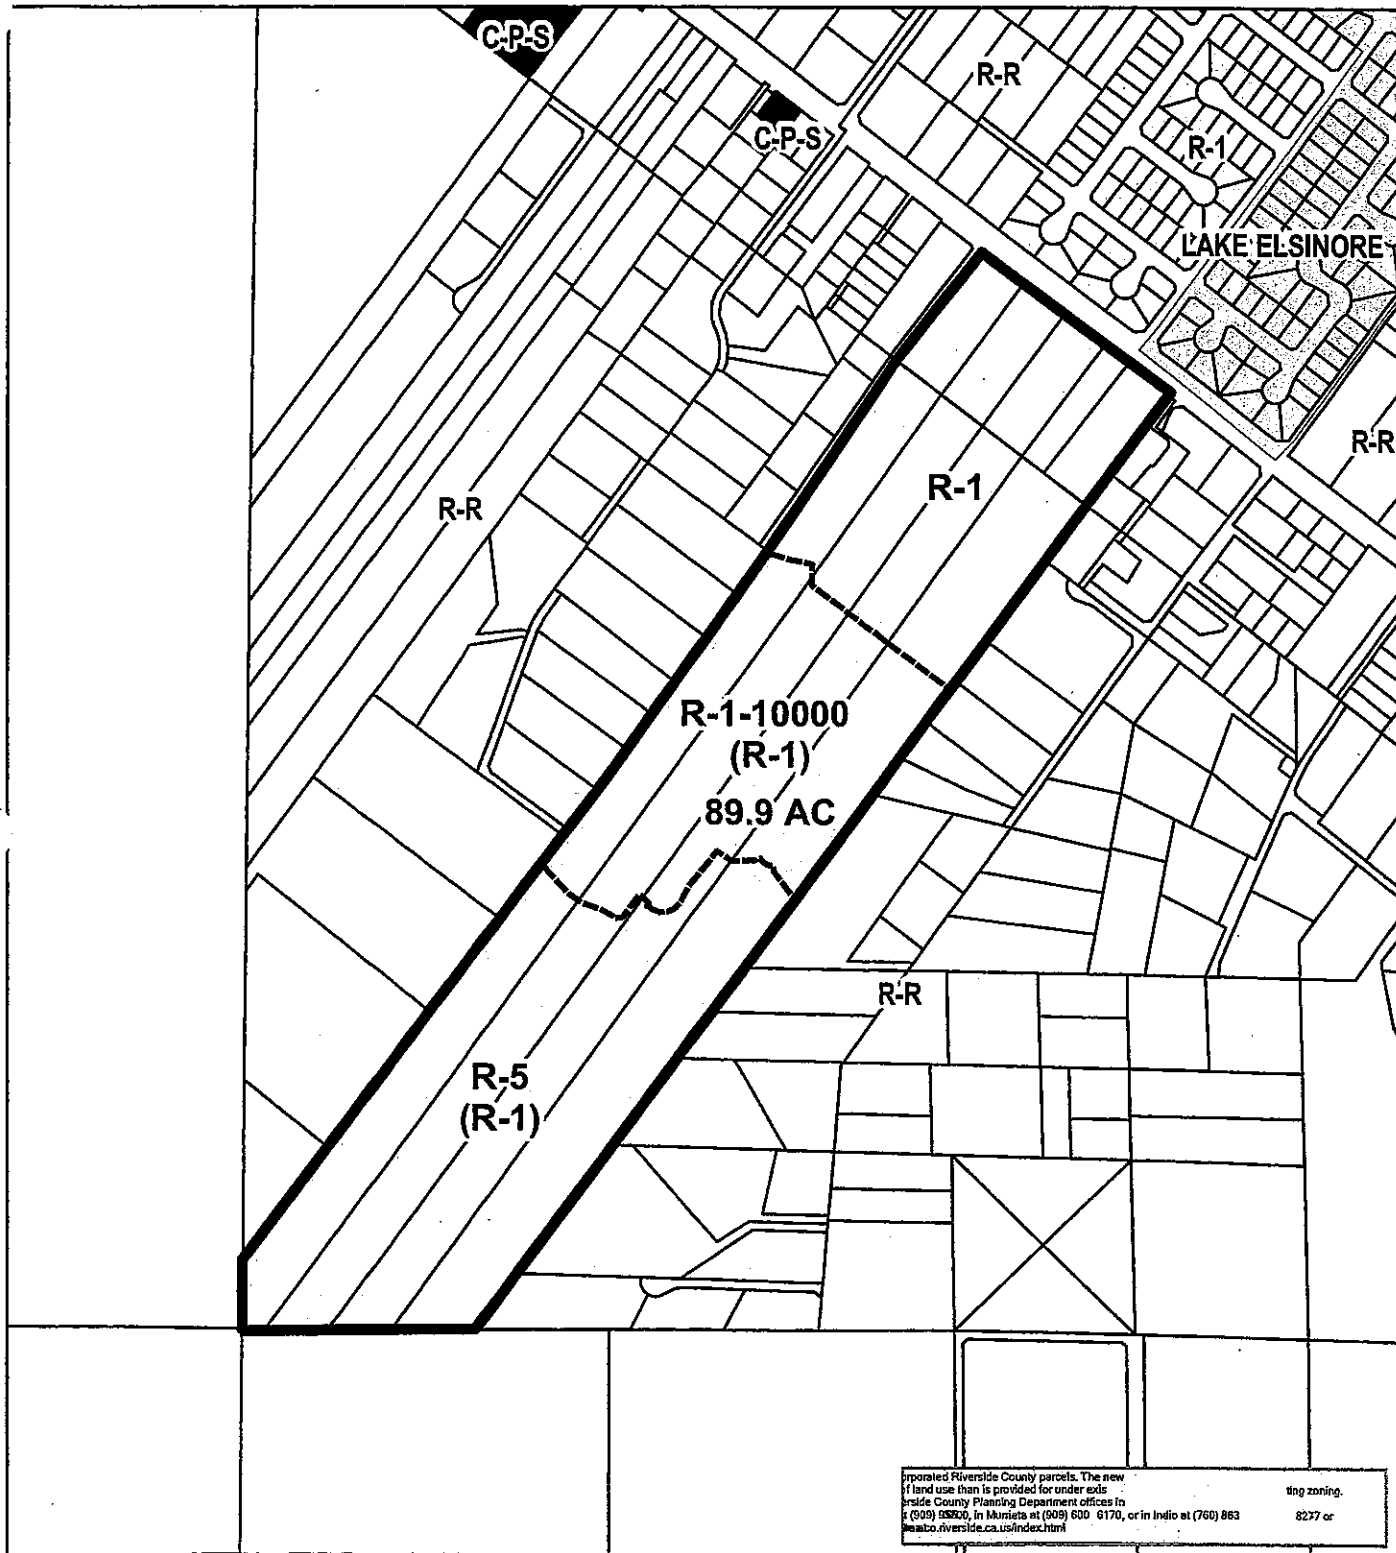 C-P-S
R-R
C-P-S
R-1
LAKE ELSINORE
R-R
R-1
R-R
R-1-10000
(R-1)
89.9 AC
R-R
R-5
(R-1)
rporated Riverside County parcels. The new
f land use than is provided for under exis ting zoning.
erside County Planning Department offices in
(909) in Murrieta at (909) 600 6170, or in Indio at (760) 863 8277 or
.riverside.ca.us/index.html